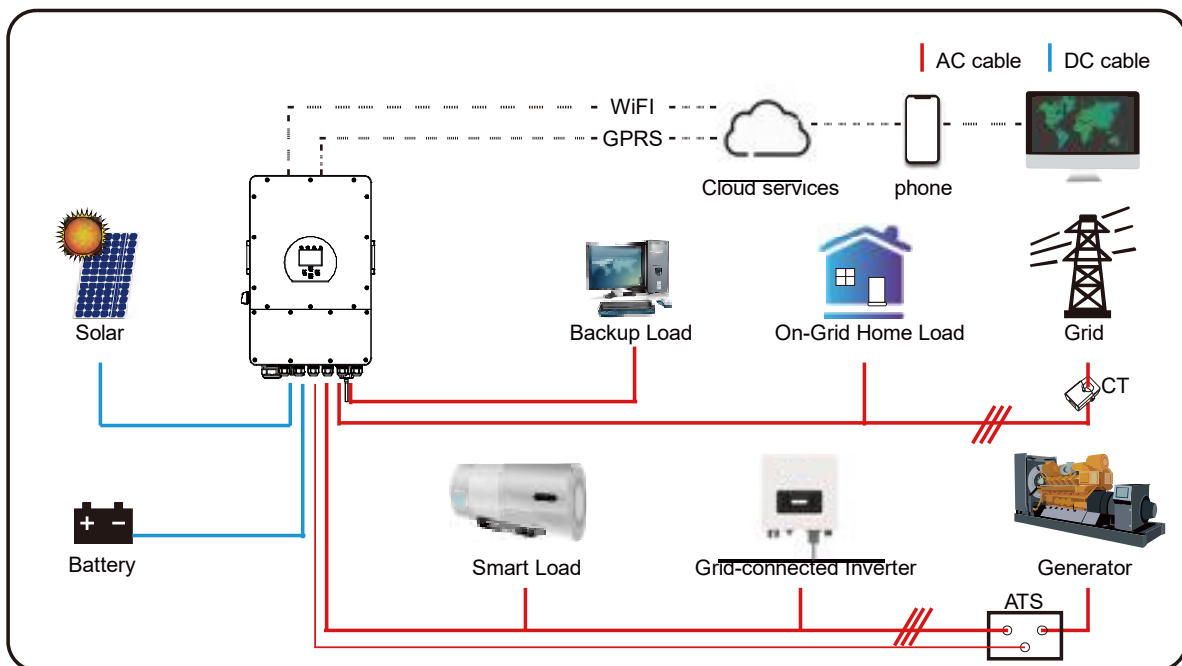 AC cable
DC cable
WiFI
GPRS
Cloud services
phone
Solar
Backup Load
On-Grid Home Load
Grid
CT
Battery
Smart Load
Grid-connected Inverter
Generator
ATS